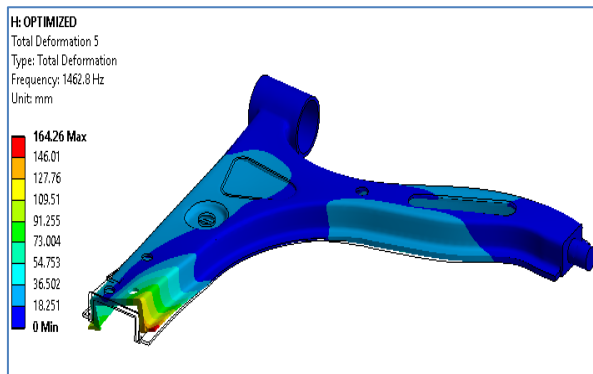 H: OPTIMIZED
Total Deformation 5
Type: Total Deformation
Frequency: 1462.8 Hz
Unit: mm
164.26 Max
146.01
127.76
109.51
91.255
73.004
54.753
36.502
18.251
0 Min